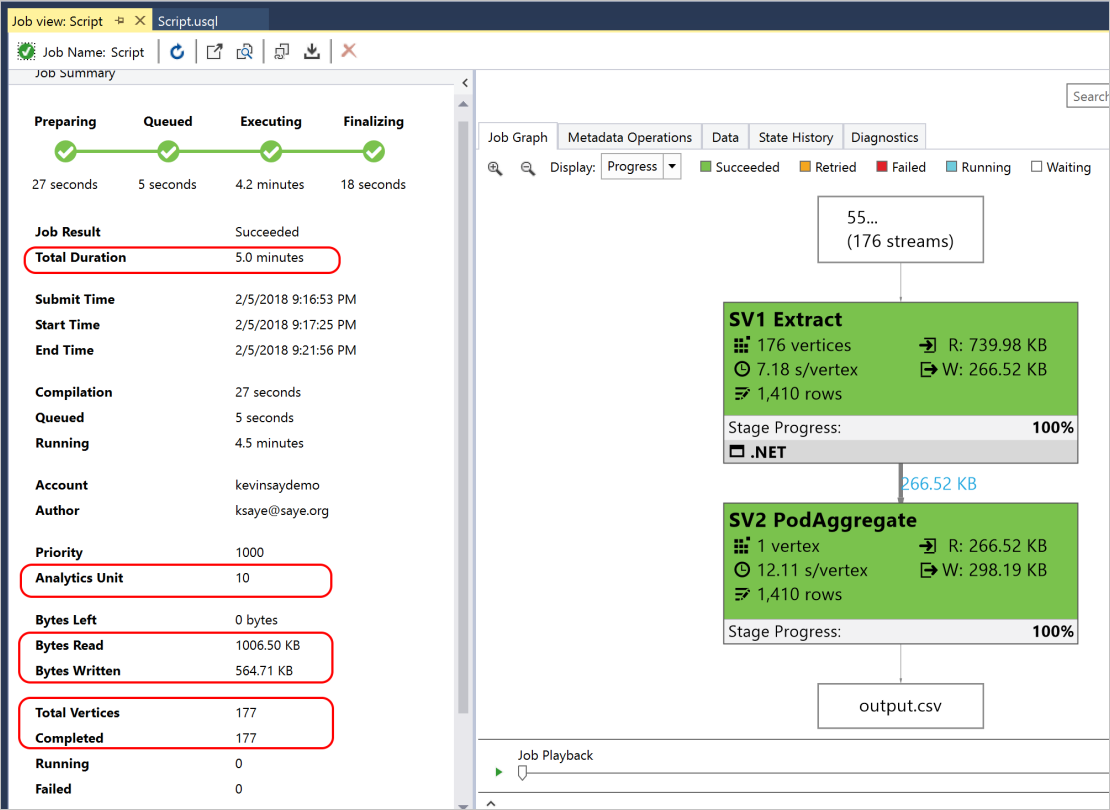 Job view: Script
Script.usql
Job Name: Script
Job Summary
Preparing Queued Executing Finalizing
27 seconds 5 seconds 4.2 minutes 18 seconds
Job Result Succeeded
Total Duration 5.0 minutes
Submit Time 2/5/2018 9:16:53 PM
Start Time 2/5/2018 9:17:25 PM
End Time 2/5/2018 9:21:56 PM
Compilation 27 seconds
Queued 5 seconds
Running 4.5 minutes
Account kevinsaydemo
Author ksaye@saye.org
Priority 1000
Analytics Unit 10
Bytes Left 0 bytes
Bytes Read 1006.50 KB
Bytes Written 564.71 KB
Total Vertices 177
Completed 177
Running 0
Failed 0
Search
Job Graph Metadata Operations Data State History Diagnostics
Display: Progress Succeeded Retried Failed Running Waiting
55...
(176 streams)
SV1 Extract
176 vertices R: 739.98 KB
7.18 s/vertex W: 266.52 KB
1,410 rows
Stage Progress: 100%
.NET
266.52 KB
SV2 PodAggregate
1 vertex R: 266.52 KB
12.11 s/vertex W: 298.19 KB
1,410 rows
Stage Progress: 100%
output.csv
Job Playback